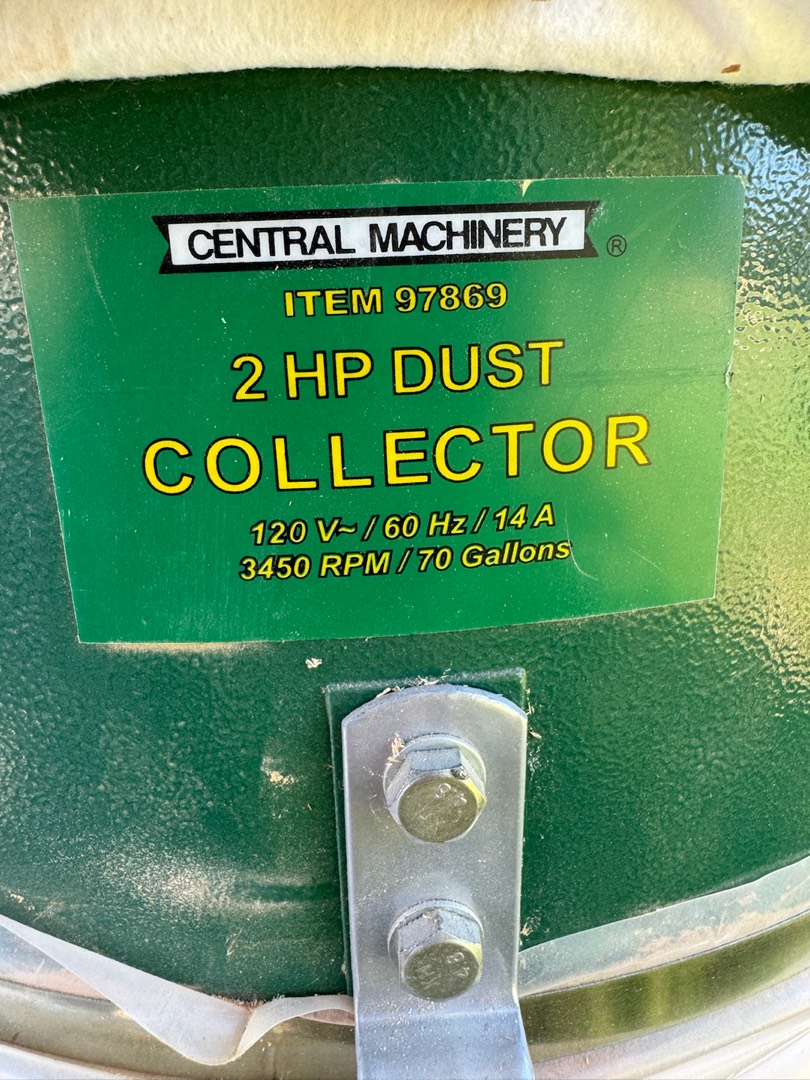 CENTRAL MACHINERY ®
ITEM 97869
2 HP DUST
COLLECTOR
120 V~ / 60 Hz / 14 A
3450 RPM / 70 Gallons